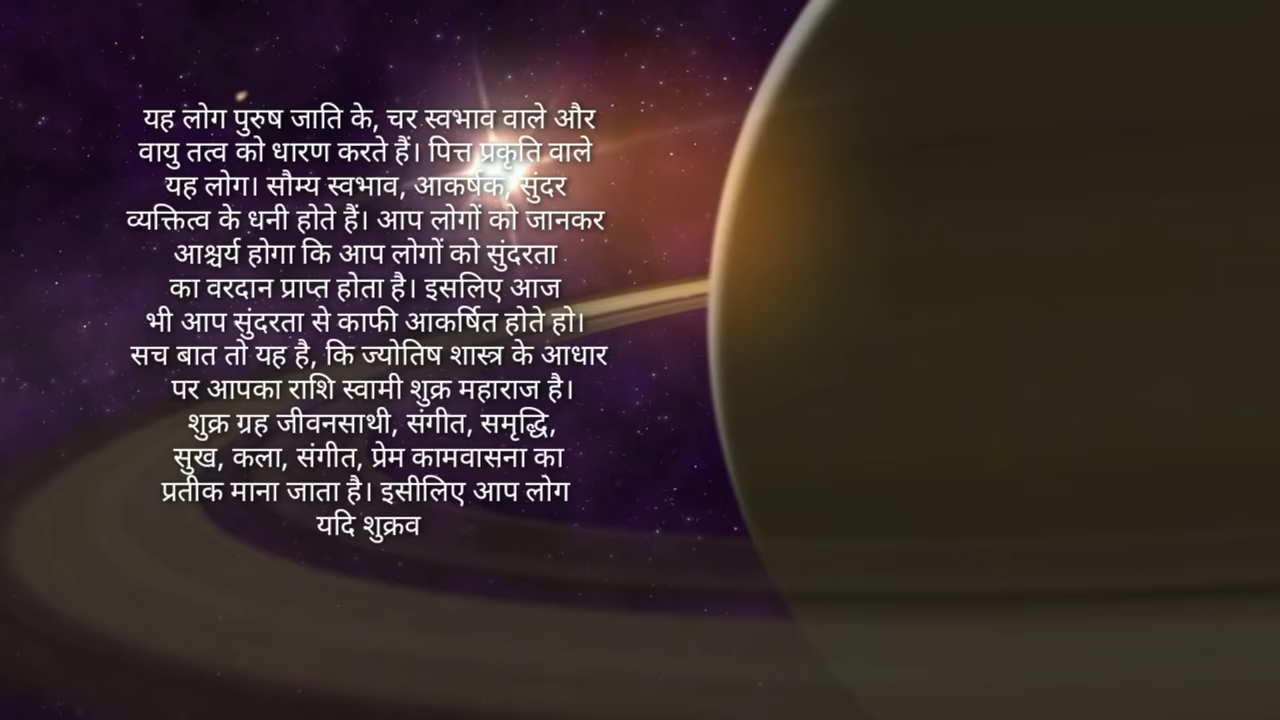 यह लोग पुरुष जाति के, चर स्वभाव वाले और
वायु तत्व को धारण करते हैं। पित्त प्रकृति वाले
यह लोग। सौम्य स्वभाव, आकर्षक, सुंदर
व्यक्तित्व के धनी होते हैं। आप लोगों को जानकर
आश्चर्य होगा कि आप लोगों को सुंदरता
का वरदान प्राप्त होता है। इसलिए आज
भी आप सुंदरता से काफी आकर्षित होते हो।
सच बात तो यह है, कि ज्योतिष शास्त्र के आधार
पर आपका राशि स्वामी शुक्र महाराज है।
शुक्र ग्रह जीवनसाथी, संगीत, समृद्धि,
सुख, कला, संगीत, प्रेम कामवासना का
प्रतीक माना जाता है। इसीलिए आप लोग
यदि शुक्रव